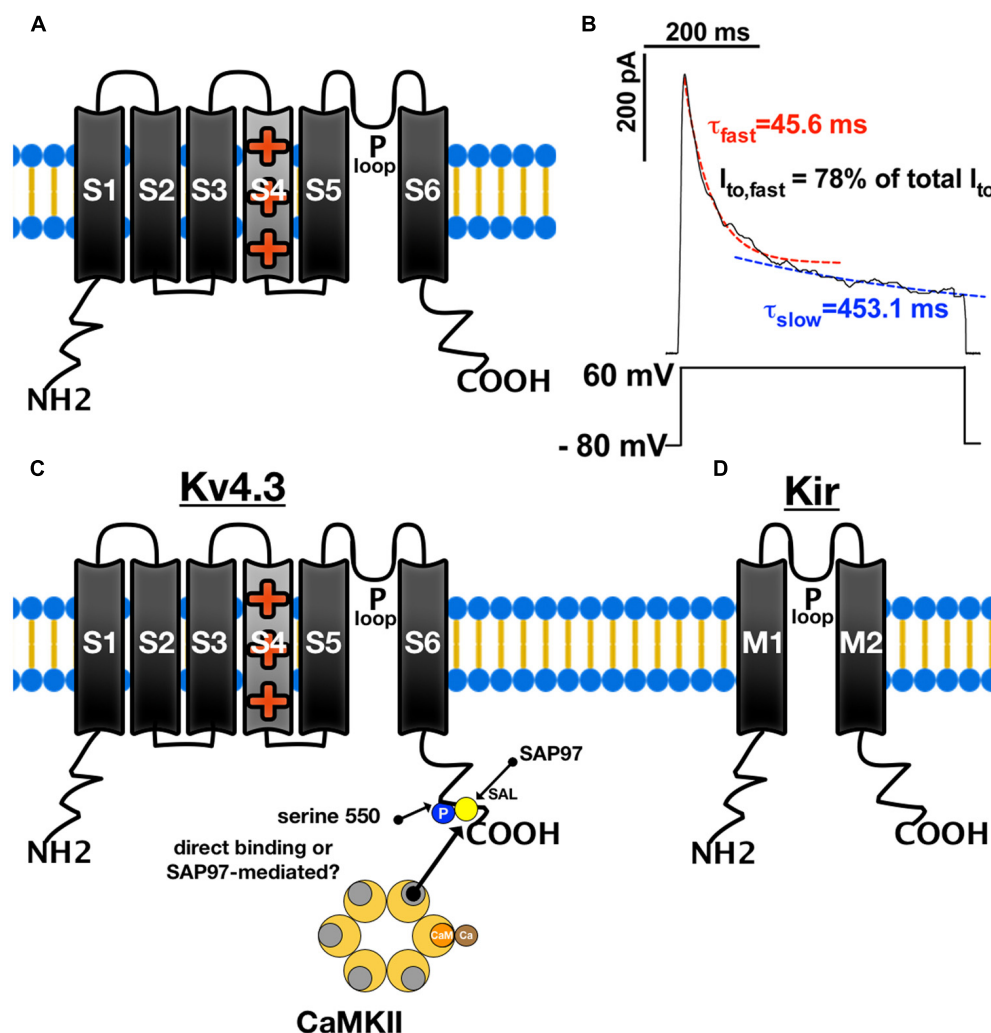 A
S1 S2 S3 S4 S5 P loop S6
NH2
COOH
B
200 ms
200 pA
τfast=45.6 ms
Ito,fast = 78% of total Ito
τslow=453.1 ms
60 mV
- 80 mV
C
Kv4.3
S1 S2 S3 S4 S5 P loop S6
SAP97
SAL
serine 550
P
COOH
direct binding or
SAP97-mediated?
NH2
CaM Ca
CaMKII
D
Kir
M1 P loop M2
NH2
COOH